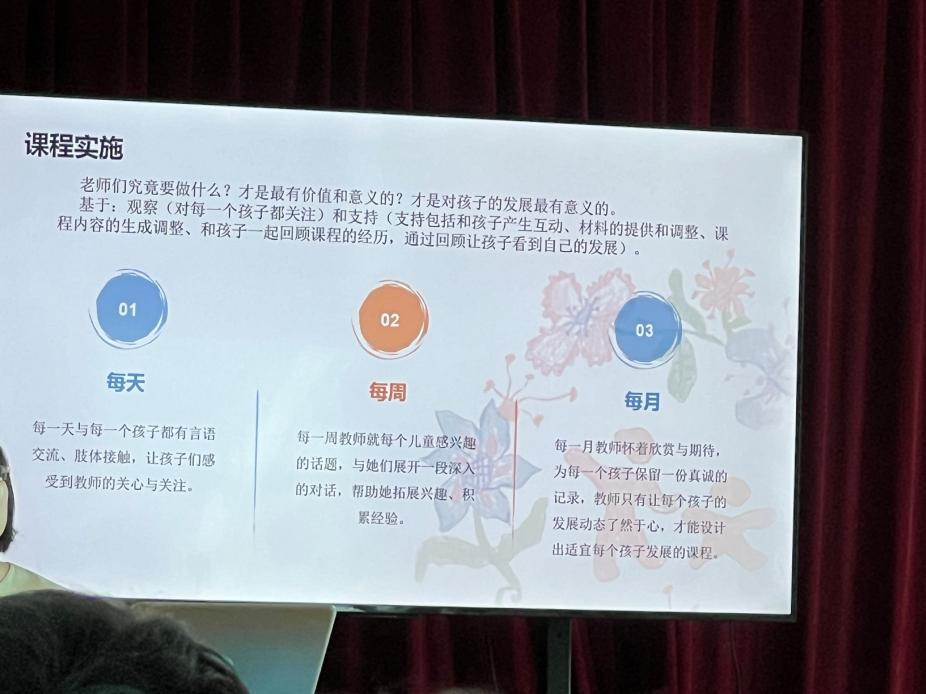 课程实施
老师们究竟要做什么？才是最有价值和意义的？才是对孩子的发展最有意义的。
基于：观察（对每一个孩子都关注）和支持（支持包括和孩子产生互动、材料的提供和调整、课
程内容的生成调整、和孩子一起回顾课程的经历，通过回顾让孩子看到自己的发展）。
01
每天
每一天与每一个孩子都有言语
交流、肢体接触，让孩子们感
受到教师的关心与关注。
02
每周
每一周教师就每个儿童感兴趣
的话题，与她们展开一段深入
的对话，帮助她拓展兴趣、积
累经验。
03
每月
每一月教师怀着欣赏与期待，
为每一个孩子保留一份真诚的
记录，教师只有让每个孩子的
发展动态了然于心，才能设计
出适宜每个孩子发展的课程。